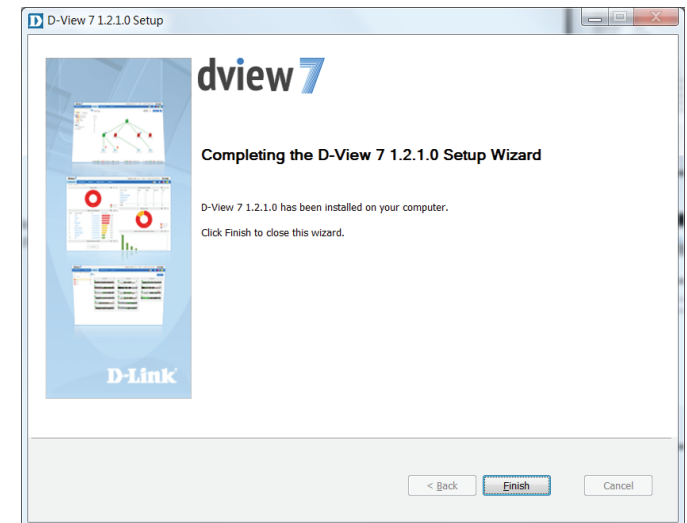 D-View 7 1.2.1.0 Setup
dview 7
Completing the D-View 7 1.2.1.0 Setup Wizard
D-View 7 1.2.1.0 has been installed on your computer.
Click Finish to close this wizard.
D-Link
< Back
Finish
Cancel